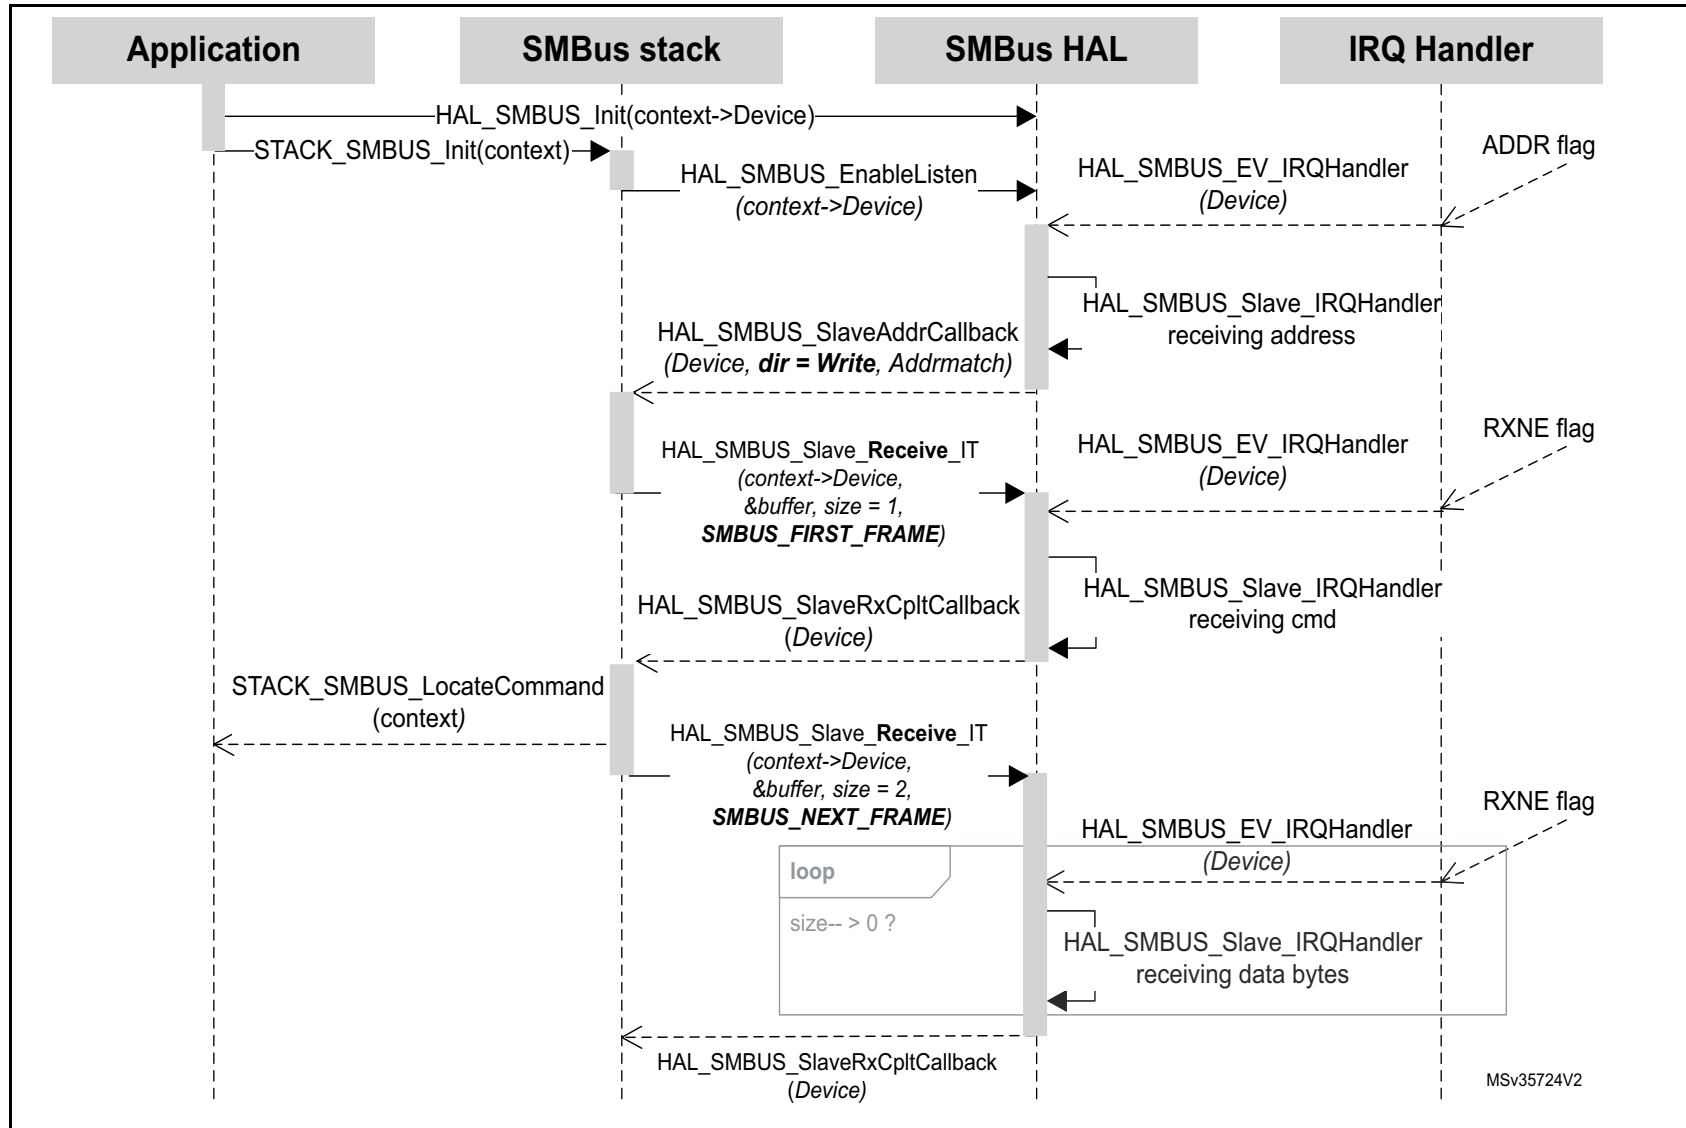 Application
SMBus stack
SMBus HAL
IRQ Handler
HAL_SMBUS_Init(context->Device)
STACK_SMBUS_Init(context)
ADDR flag
HAL_SMBUS_EnableListen
(context->Device)
HAL_SMBUS_EV_IRQHandler
(Device)
HAL_SMBUS_Slave_IRQHandler
receiving address
HAL_SMBUS_SlaveAddrCallback
(Device, dir = Write, Addrmatch)
RXNE flag
HAL_SMBUS_Slave_Receive_IT
(context->Device,
&buffer, size = 1,
SMBUS_FIRST_FRAME)
HAL_SMBUS_EV_IRQHandler
(Device)
HAL_SMBUS_Slave_IRQHandler
receiving cmd
HAL_SMBUS_SlaveRxCpltCallback
(Device)
STACK_SMBUS_LocateCommand
(context)
HAL_SMBUS_Slave_Receive_IT
(context->Device,
&buffer, size = 2,
SMBUS_NEXT_FRAME)
RXNE flag
HAL_SMBUS_EV_IRQHandler
(Device)
loop
size-- > 0 ?
HAL_SMBUS_Slave_IRQHandler
receiving data bytes
HAL_SMBUS_SlaveRxCpltCallback
(Device)
MSv35724V2